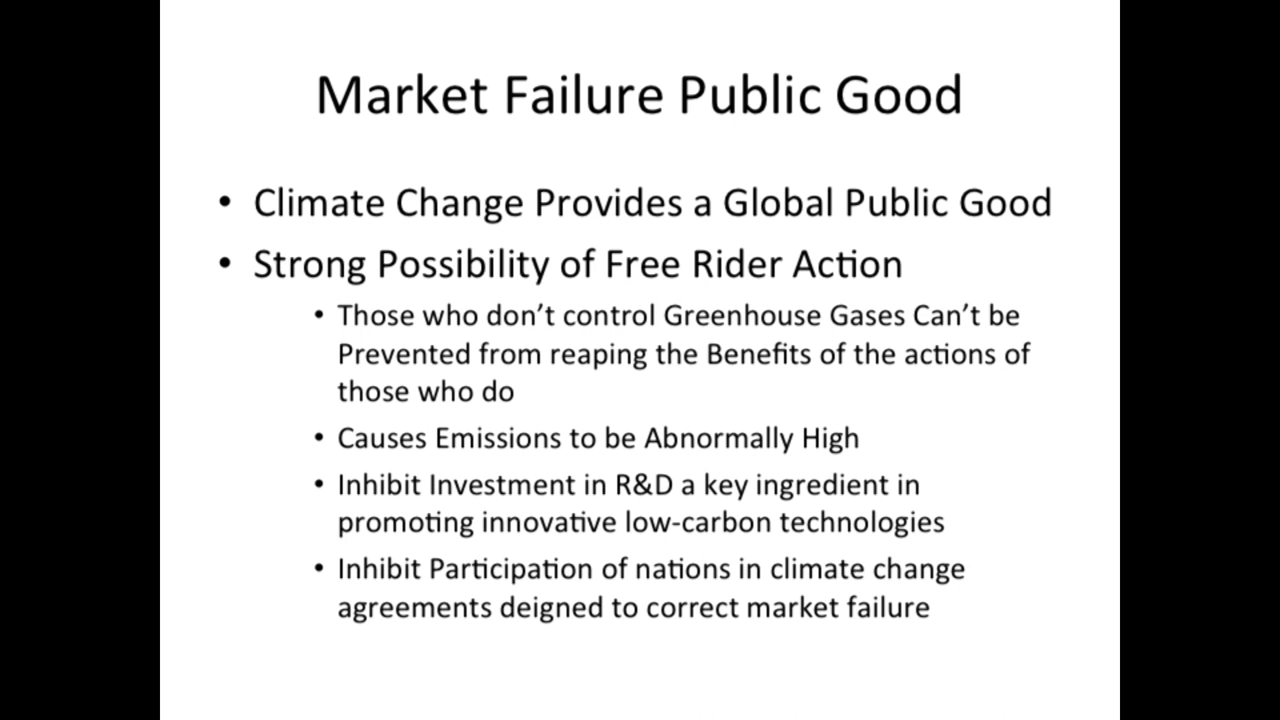 Market Failure Public Good
• Climate Change Provides a Global Public Good
• Strong Possibility of Free Rider Action
• Those who don’t control Greenhouse Gases Can’t be
Prevented from reaping the Benefits of the actions of
those who do
• Causes Emissions to be Abnormally High
• Inhibit Investment in R&D a key ingredient in
promoting innovative low-carbon technologies
• Inhibit Participation of nations in climate change
agreements deigned to correct market failure